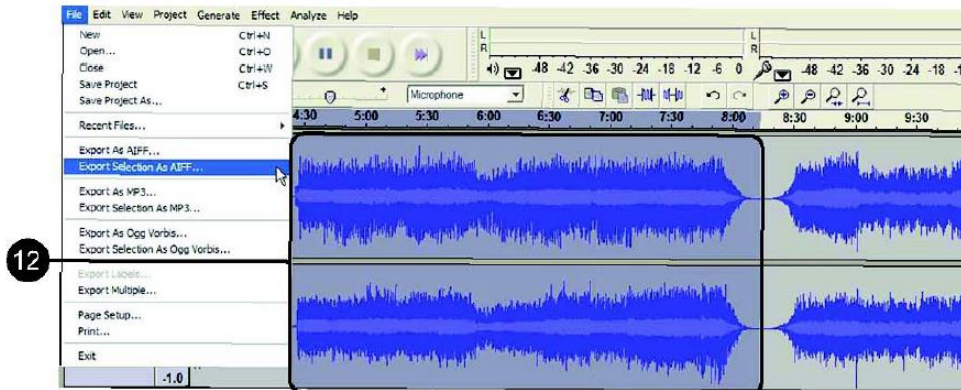 File Edit View Project Generate Effect Analyze Help
New Ctrl+N
Open... Ctrl+O
Close Ctrl+W
Save Project Ctrl+S
Save Project As...
Recent Files...
Export As AIFF...
Export Selection As AIFF...
Export As MP3...
Export Selection As MP3...
Export As Ogg Vorbis...
Export Selection As Ogg Vorbis...
Export Labels...
Export Multiple...
Page Setup...
Print...
Exit
L
R
-48 -42 -36 -30 -24 -18 -12 -6 0
L
R
-48 -42 -36 -30 -24 -18 -1
Microphone
4:30 5:00 5:30 6:00 6:30 7:00 7:30 8:00 8:30 9:00 9:30
12
-1.0